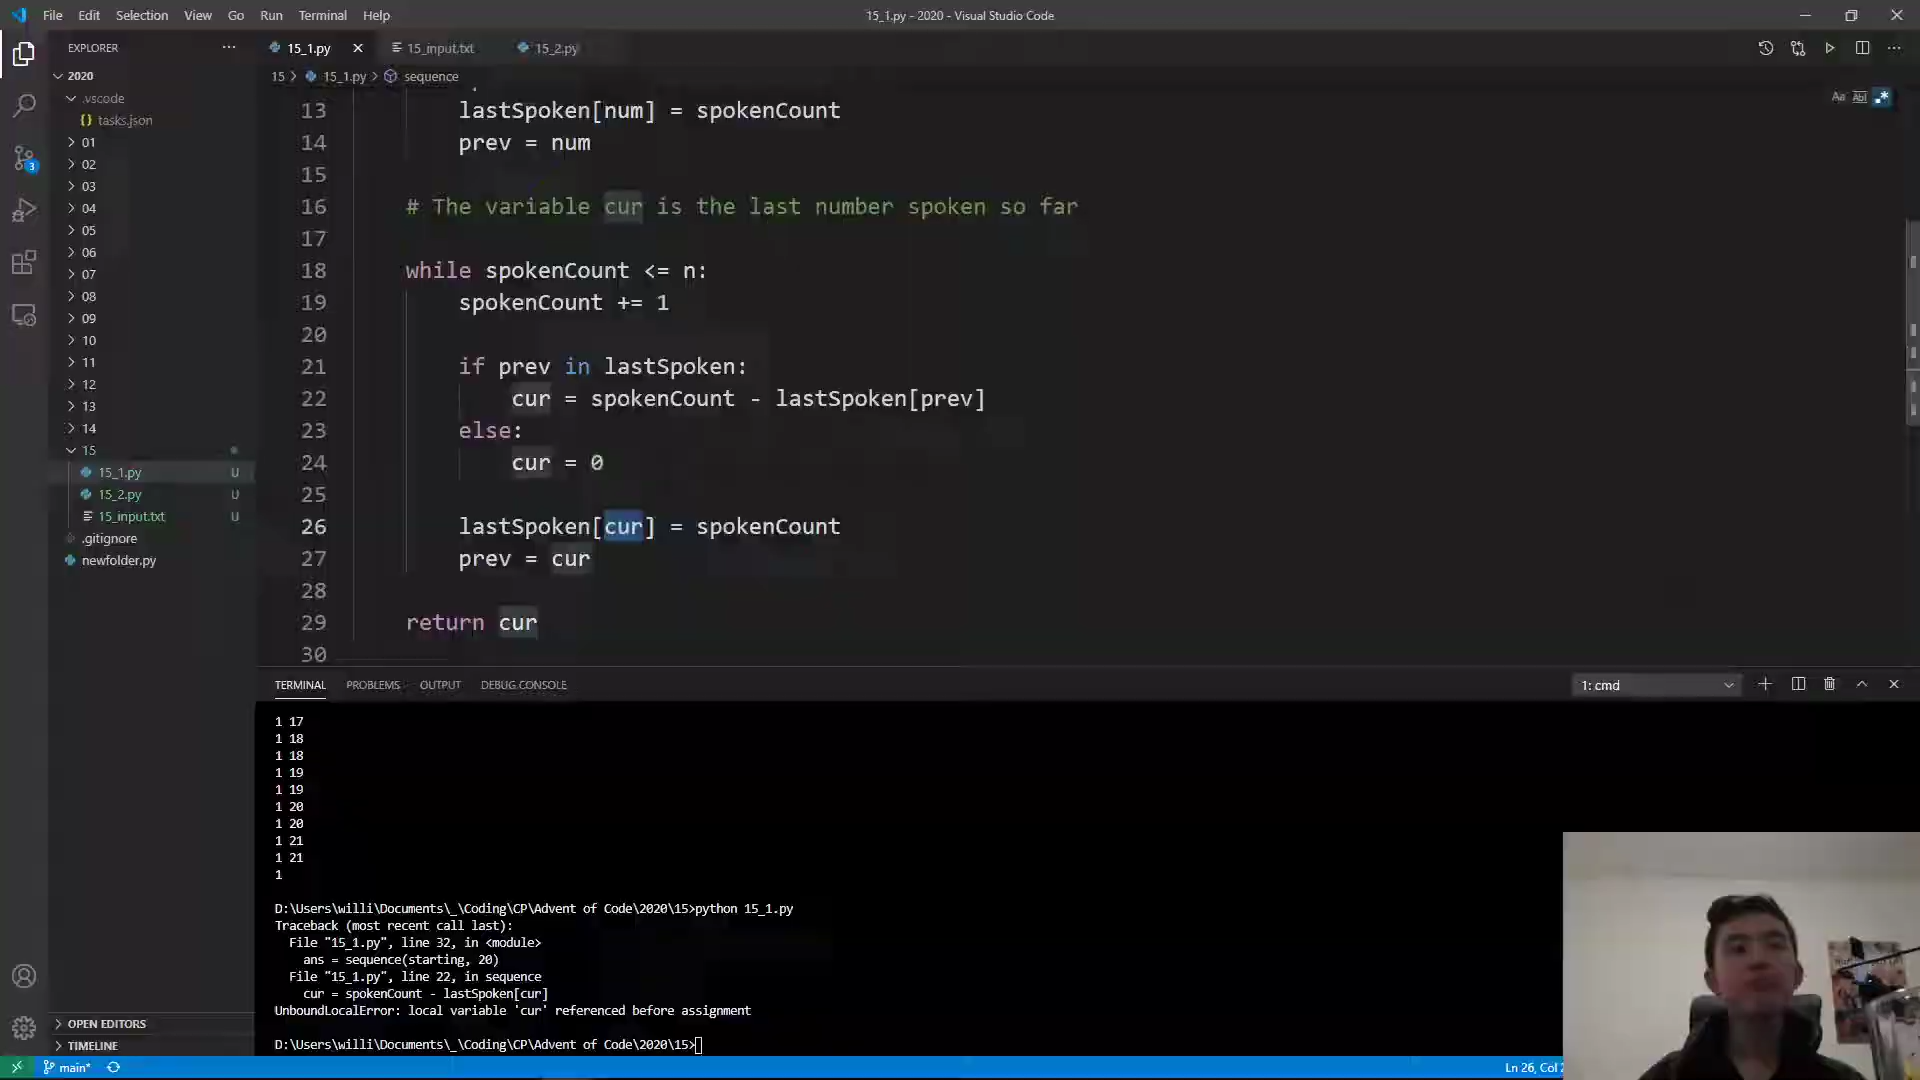 File Edit Selection View Go Run Terminal Help
15_1.py - 2020 - Visual Studio Code
EXPLORER
2020
.vscode
{} tasks.json
01
02
03
04
05
06
07
08
09
10
11
12
13
14
15
15_1.py U
15_2.py U
15_input.txt U
.gitignore
newfolder.py
OPEN EDITORS
TIMELINE
15_1.py 15_input.txt 15_2.py
15 > 15_1.py > sequence
13 lastSpoken[num] = spokenCount
14 prev = num
15
16 # The variable cur is the last number spoken so far
17
18 while spokenCount <= n:
19 spokenCount += 1
20
21 if prev in lastSpoken:
22 cur = spokenCount - lastSpoken[prev]
23 else:
24 cur = 0
25
26 lastSpoken[cur] = spokenCount
27 prev = cur
28
29 return cur
30
TERMINAL PROBLEMS OUTPUT DEBUG CONSOLE
1: cmd
1 17
1 18
1 18
1 19
1 19
1 20
1 20
1 21
1 21
1
D:\Users\willi\Documents\_\Coding\CP\Advent of Code\2020\15>python 15_1.py
Traceback (most recent call last):
File "15_1.py", line 32, in <module>
ans = sequence(starting, 20)
File "15_1.py", line 22, in sequence
cur = spokenCount - lastSpoken[cur]
UnboundLocalError: local variable 'cur' referenced before assignment
D:\Users\willi\Documents\_\Coding\CP\Advent of Code\2020\15>
3
Aa
main*
Ln 26, Col